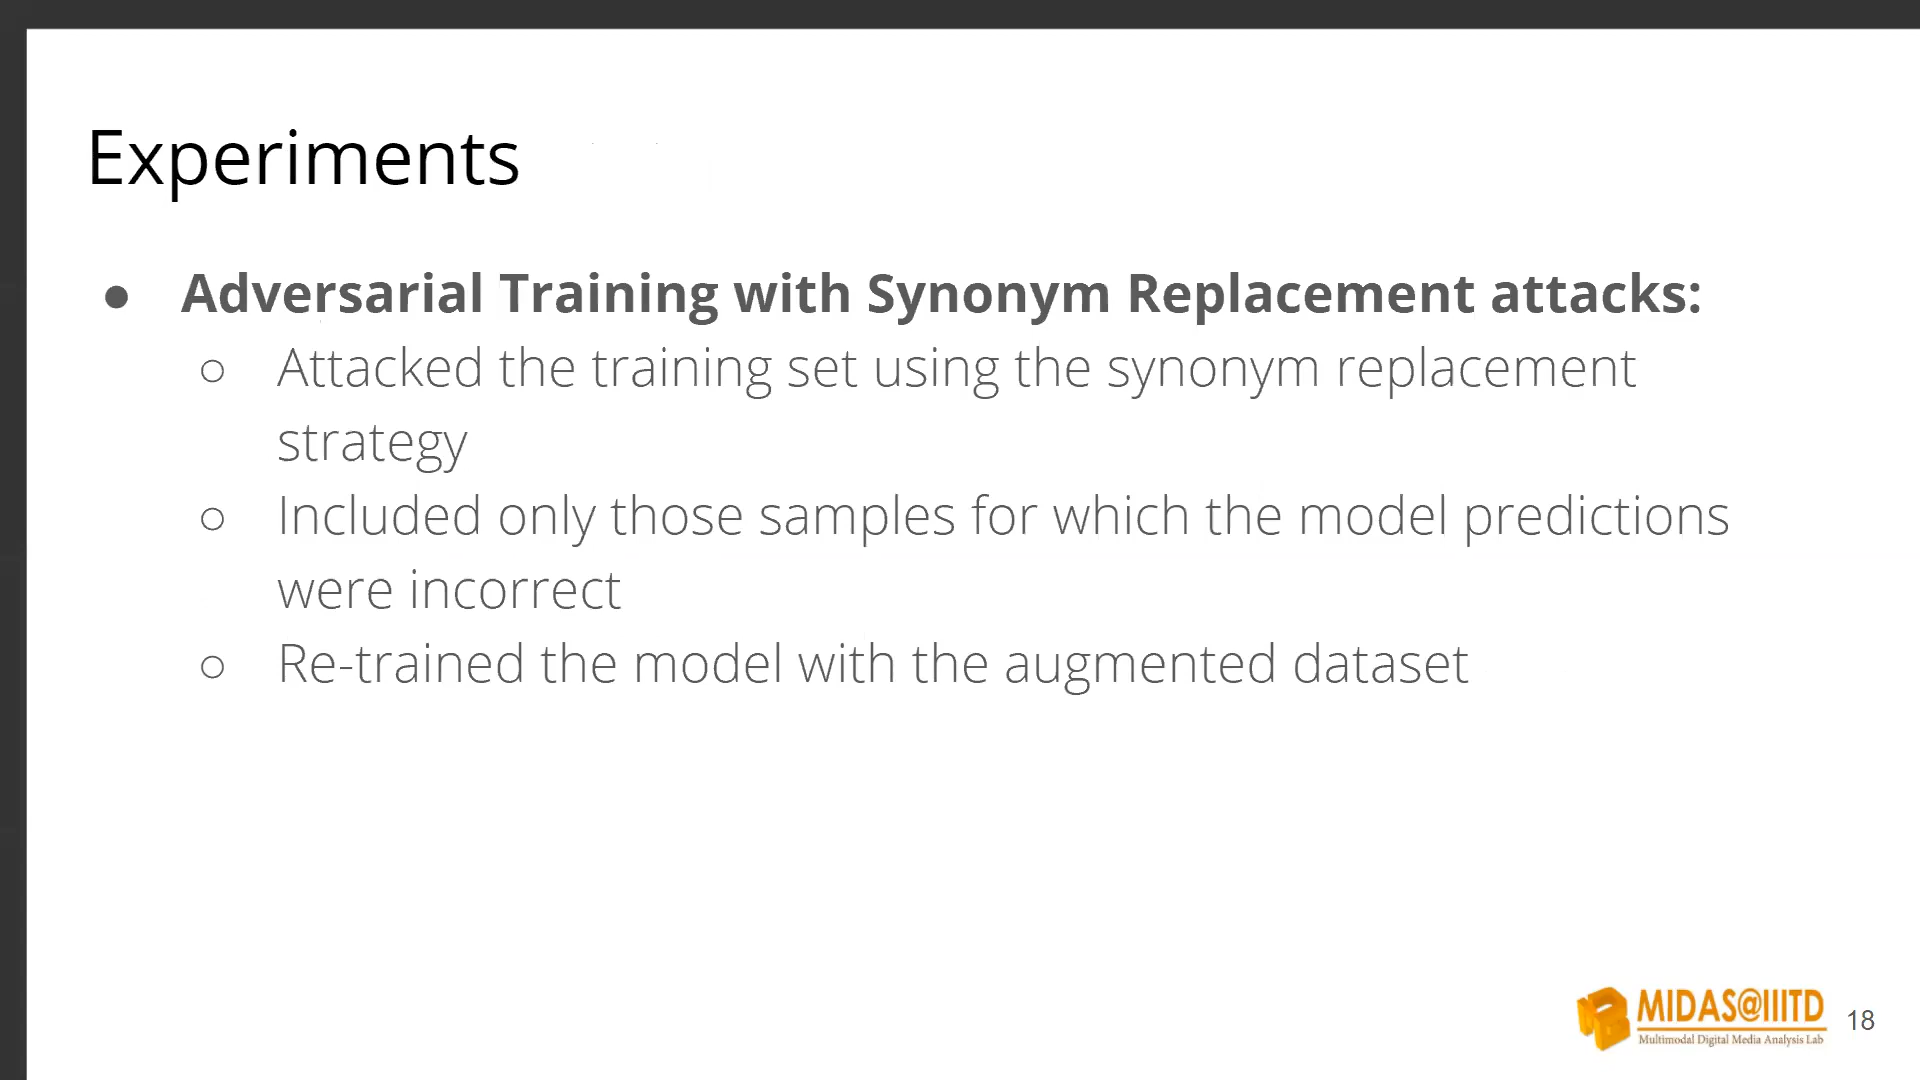 Experiments
● Adversarial Training with Synonym Replacement attacks:
○ Attacked the training set using the synonym replacement
strategy
○ Included only those samples for which the model predictions
were incorrect
○ Re-trained the model with the augmented dataset
MIDAS@IIITD
Multimodal Digital Media Analysis Lab
18